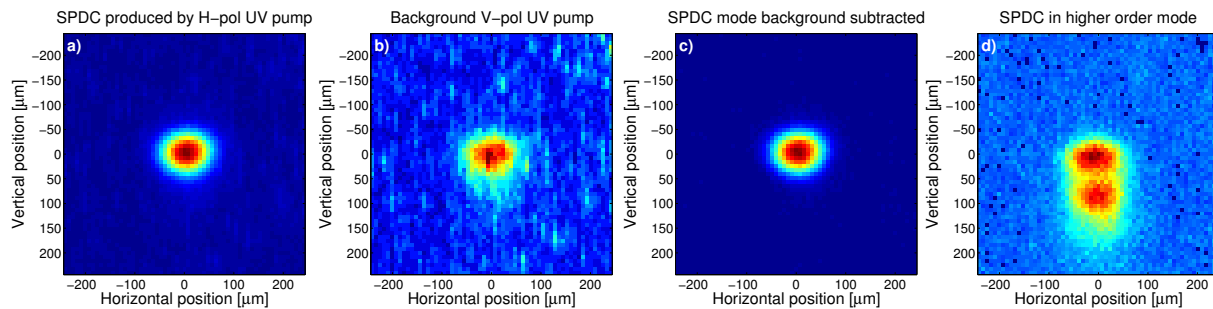 SPDC produced by H-pol UV pump
Background V-pol UV pump
SPDC mode background subtracted
SPDC in higher order mode
a)
b)
c)
d)
Vertical position [µm]
−200
−150
−100
−50
0
50
100
150
200
−200 −100 0 100 200
Horizontal position [µm]
Vertical position [µm]
−200
−150
−100
−50
0
50
100
150
200
−200 −100 0 100 200
Horizontal position [µm]
Vertical position [µm]
−200
−150
−100
−50
0
50
100
150
200
−200 −100 0 100 200
Horizontal position [µm]
Vertical position [µm]
−200
−150
−100
−50
0
50
100
150
200
−200 −100 0 100 200
Horizontal position [µm]